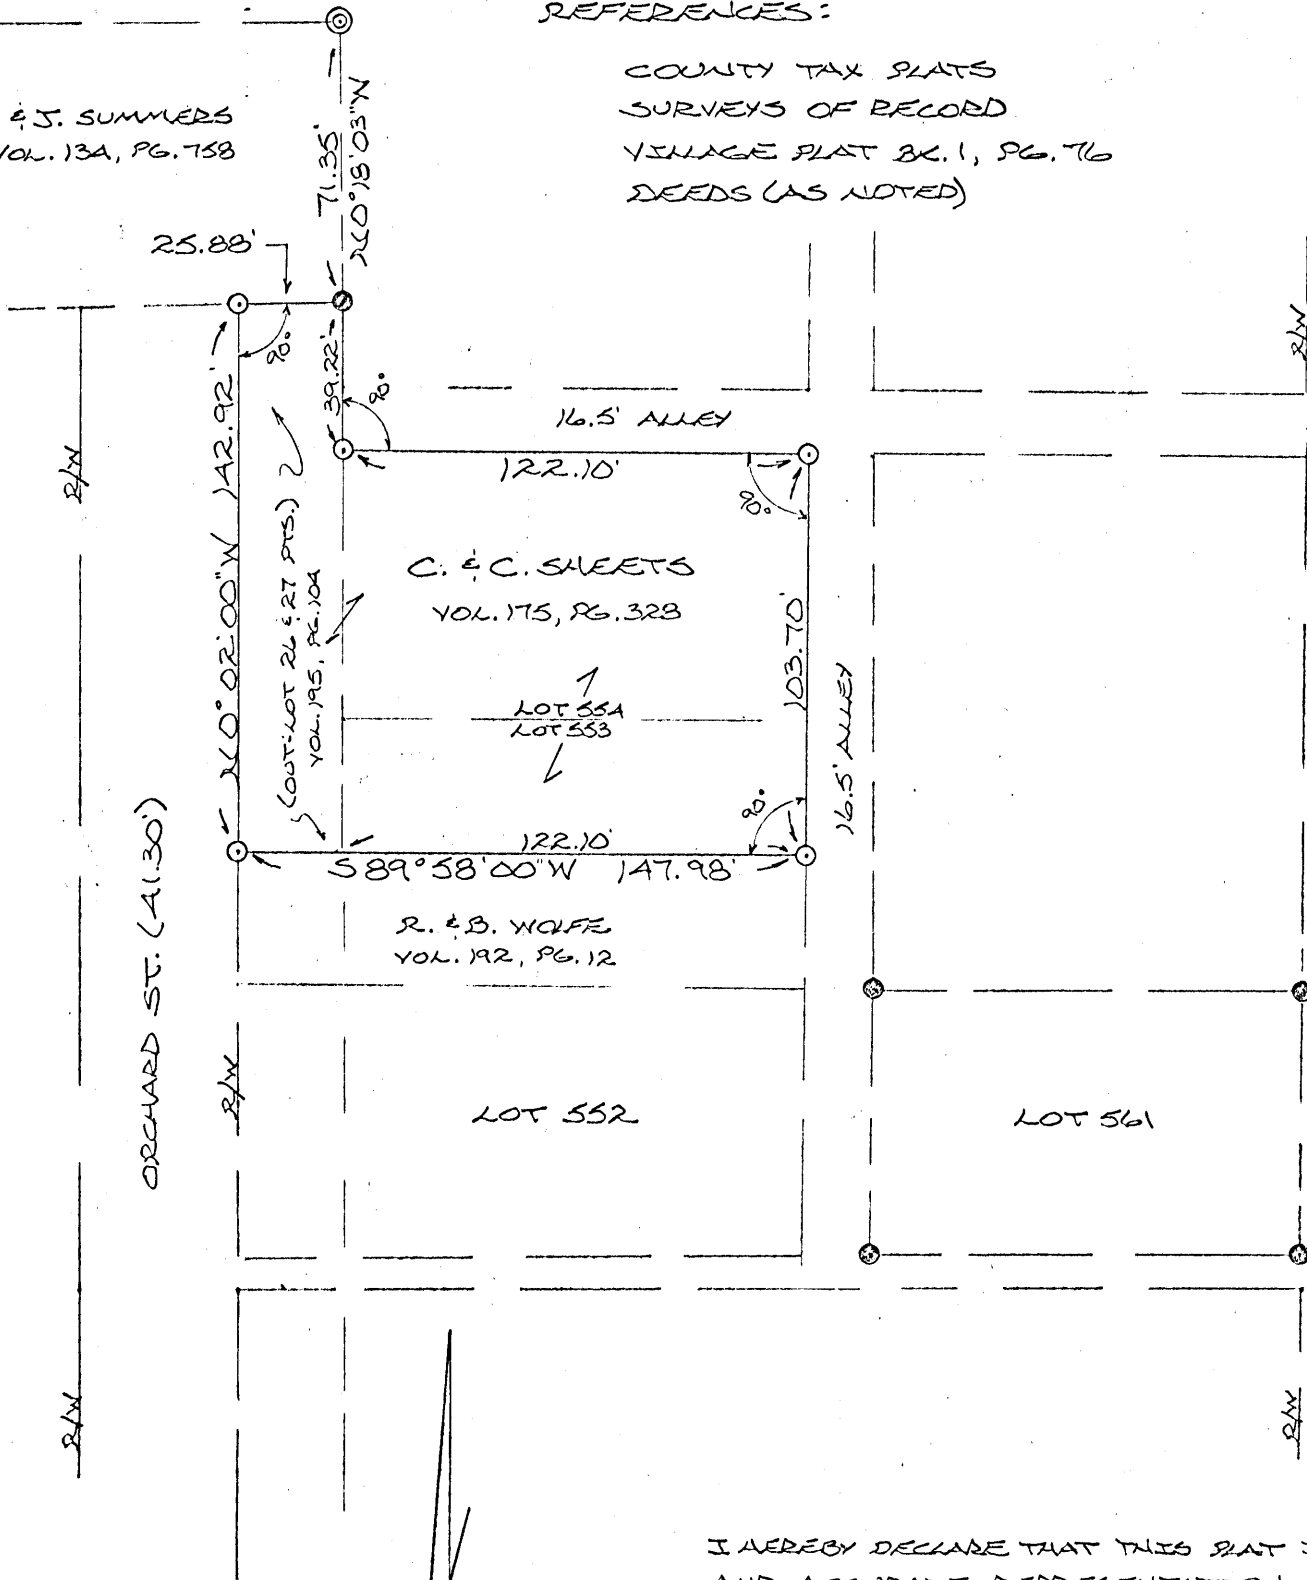 REFERENCES:
COUNTY TAX PLATS
SURVEYS OF RECORD
VILLAGE PLAT BK. 1, PG. 76
DEEDS (AS NOTED)
& J. SUMMERS
VOL. 134, PG. 758
71.35'
N 0° 18' 03" W
25.88'
90°
39.22'
90°
R/W
16.5' ALLEY
122.10'
90°
R/W
142.92'
N 0° 02' 00" W
(OUT-LOT 26 & 27 PTS.)
VOL. 195, PG. 104
C. & C. SHEETS
VOL. 175, PG. 328
103.70'
LOT 554
LOT 553
16.5' ALLEY
90°
122.10'
S 89° 58' 00" W 147.98'
ORCHARD ST. (41.30')
R. & B. WOLFE
VOL. 192, PG. 12
R/W
LOT 552
LOT 561
R/W
R/W
I HEREBY DECLARE THAT THIS PLAT